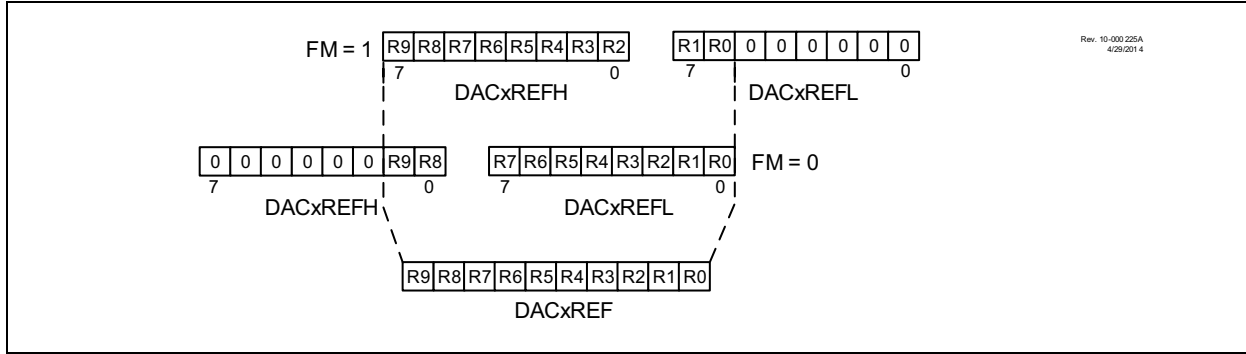 FM = 1 R9 R8 R7 R6 R5 R4 R3 R2 R1 R0 0 0 0 0 0 0
7 0 7 0
DACxREFH DACxREFL
Rev. 10-000 225A
4/29/201 4
0 0 0 0 0 0 R9 R8 R7 R6 R5 R4 R3 R2 R1 R0 FM = 0
7 0 7 0
DACxREFH DACxREFL
R9 R8 R7 R6 R5 R4 R3 R2 R1 R0
DACxREF